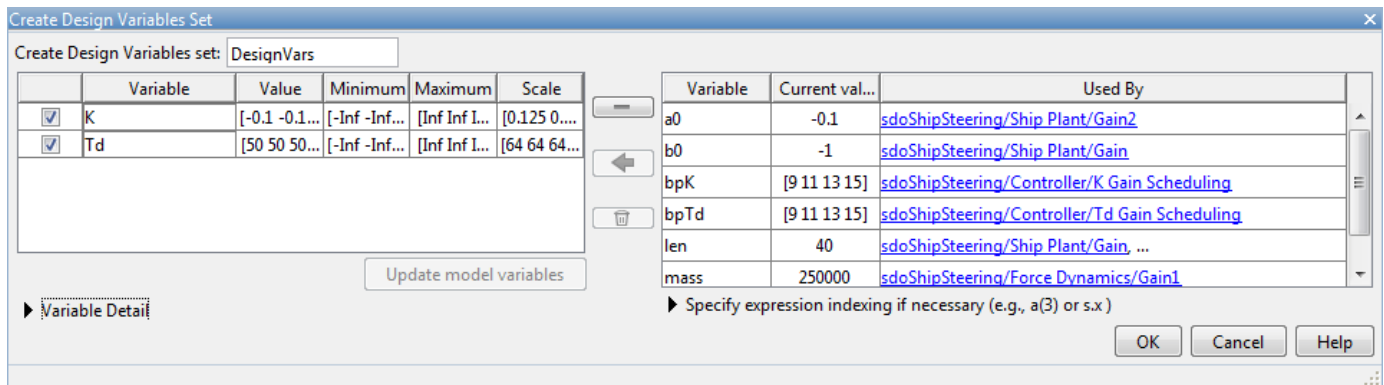 Create Design Variables Set
Create Design Variables set: DesignVars
Variable Value Minimum Maximum Scale
K [-0.1 -0.1... [-Inf -Inf... [Inf Inf I... [0.125 0....
Td [50 50 50... [-Inf -Inf... [Inf Inf I... [64 64 64...
Update model variables
Variable Detail
Variable Current val... Used By
a0 -0.1 sdoShipSteering/Ship Plant/Gain2
b0 -1 sdoShipSteering/Ship Plant/Gain
bpK [9 11 13 15] sdoShipSteering/Controller/K Gain Scheduling
bpTd [9 11 13 15] sdoShipSteering/Controller/Td Gain Scheduling
len 40 sdoShipSteering/Ship Plant/Gain, ...
mass 250000 sdoShipSteering/Force Dynamics/Gain1
Specify expression indexing if necessary (e.g., a(3) or s.x )
OK Cancel Help